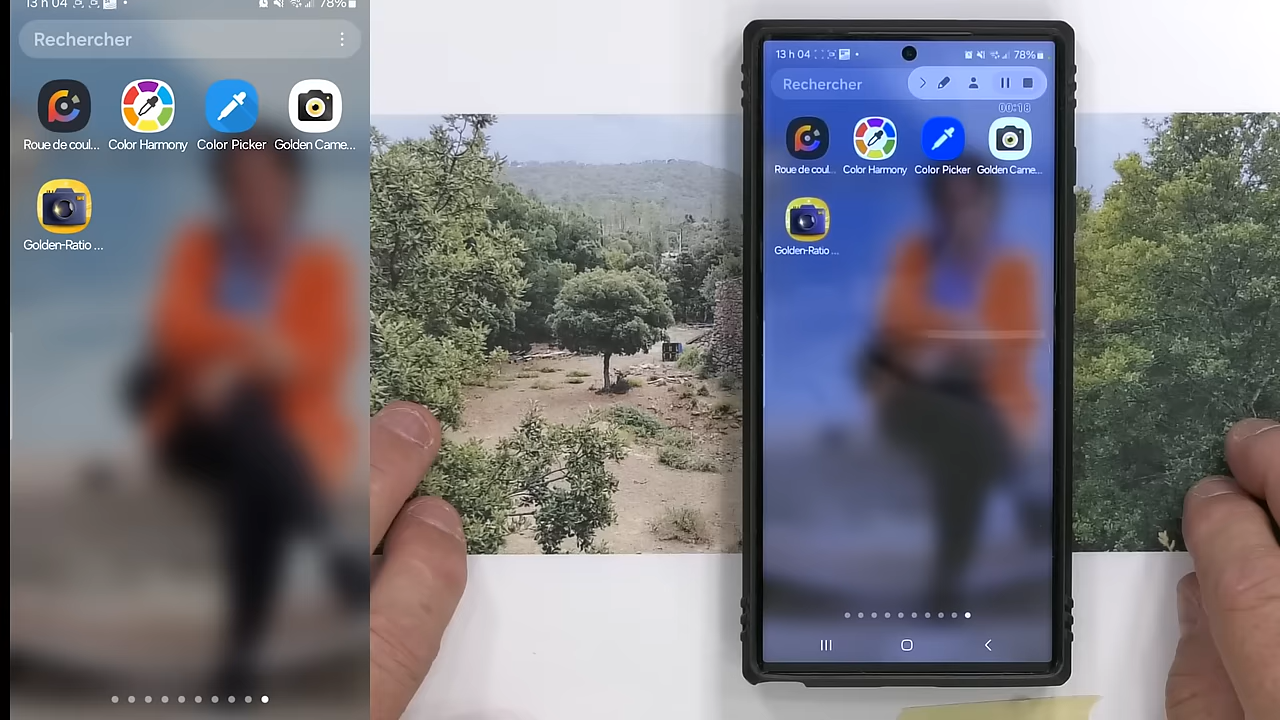 13 h 04
78%
Rechercher
Roue de coul...
Color Harmony
Color Picker
Golden Came...
Golden-Ratio ...
13 h 04
78%
Rechercher
00:18
Roue de coul...
Color Harmony
Color Picker
Golden Came...
Golden-Ratio ...